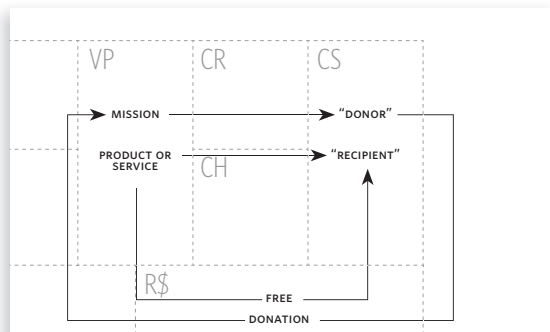 VP
CR
CS
MISSION
“DONOR”
PRODUCT OR
SERVICE
“RECIPIENT”
CH
R$
FREE
DONATION